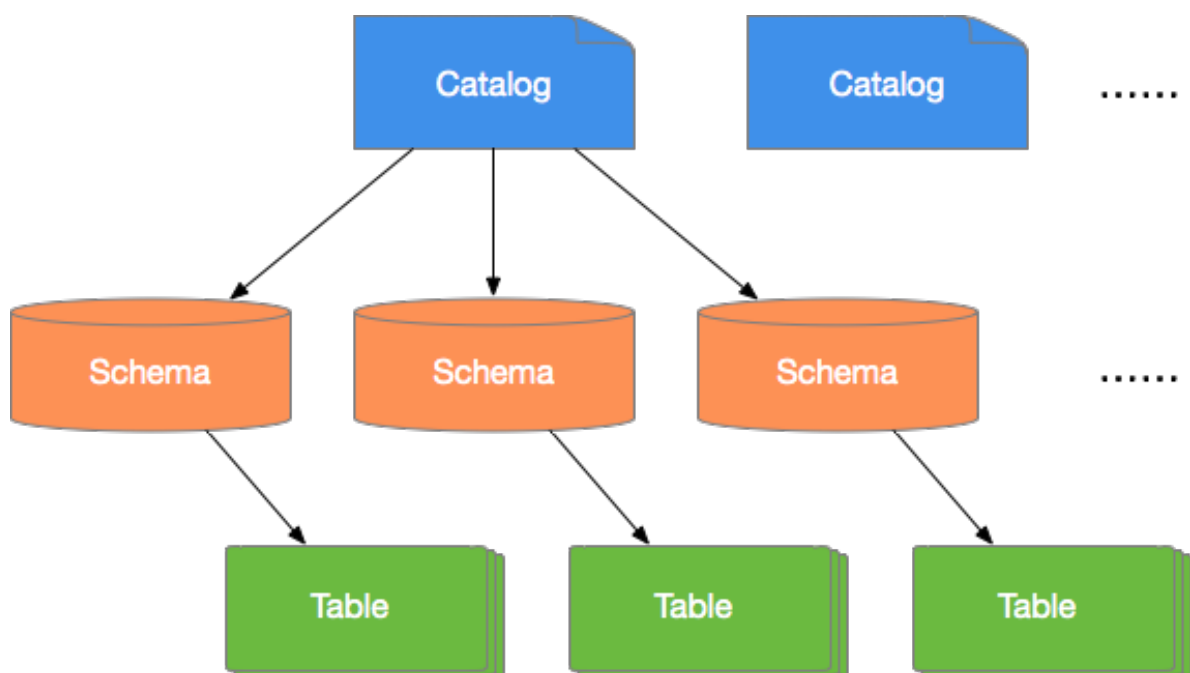 Catalog Catalog ......
Schema Schema Schema ......
Table Table Table